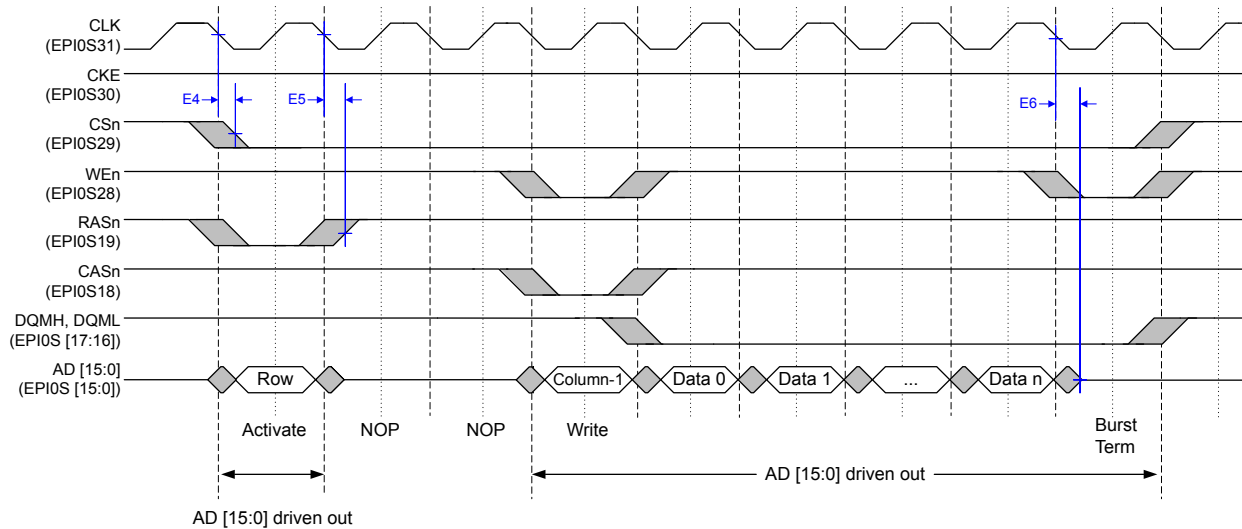 CLK
(EPI0S31)
CKE
(EPI0S30)
E4
E5
E6
CSn
(EPI0S29)
WEn
(EPI0S28)
RASn
(EPI0S19)
CASn
(EPI0S18)
DQMH, DQML
(EPI0S [17:16])
AD [15:0]
(EPI0S [15:0])
Row
Column-1
Data 0
Data 1
...
Data n
Activate
NOP
NOP
Write
Burst
Term
AD [15:0] driven out
AD [15:0] driven out